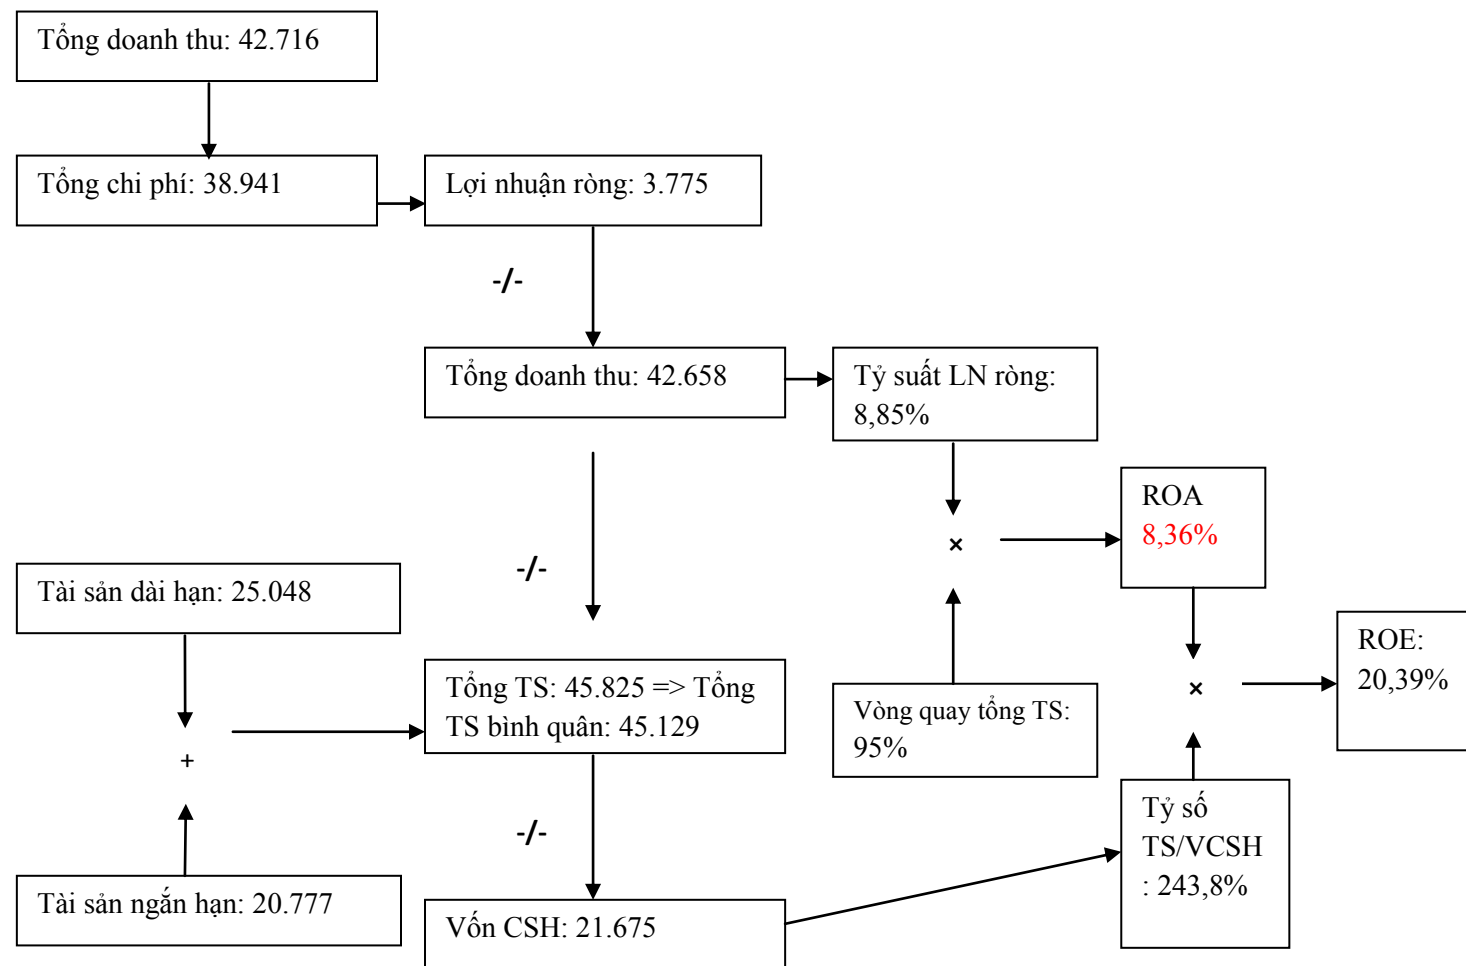 Tổng doanh thu: 42.716
Tổng chi phí: 38.941
Lợi nhuận ròng: 3.775
-/-
Tổng doanh thu: 42.658
Tỷ suất LN ròng:
8,85%
ROA
8,36%
×
-/-
Tài sản dài hạn: 25.048
ROE:
20,39%
Tổng TS: 45.825 => Tổng
TS bình quân: 45.129
×
Vòng quay tổng TS:
95%
+
Tỷ số
TS/VCSH
: 243,8%
-/-
Tài sản ngắn hạn: 20.777
Vốn CSH: 21.675